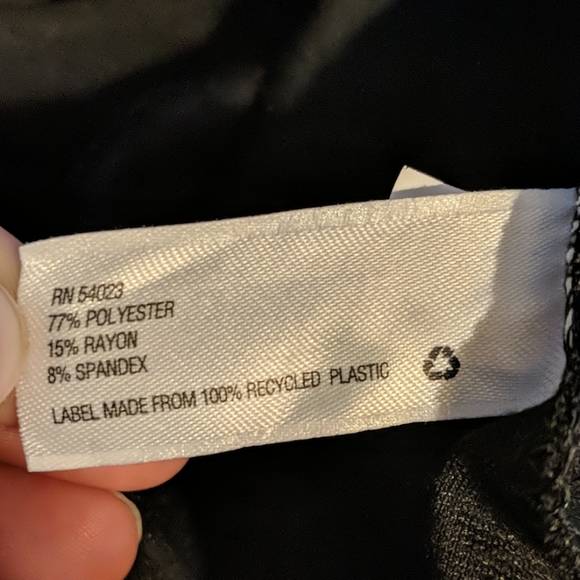 RN 54023
77% POLYESTER
15% RAYON
8% SPANDEX
LABEL MADE FROM 100% RECYCLED PLASTIC